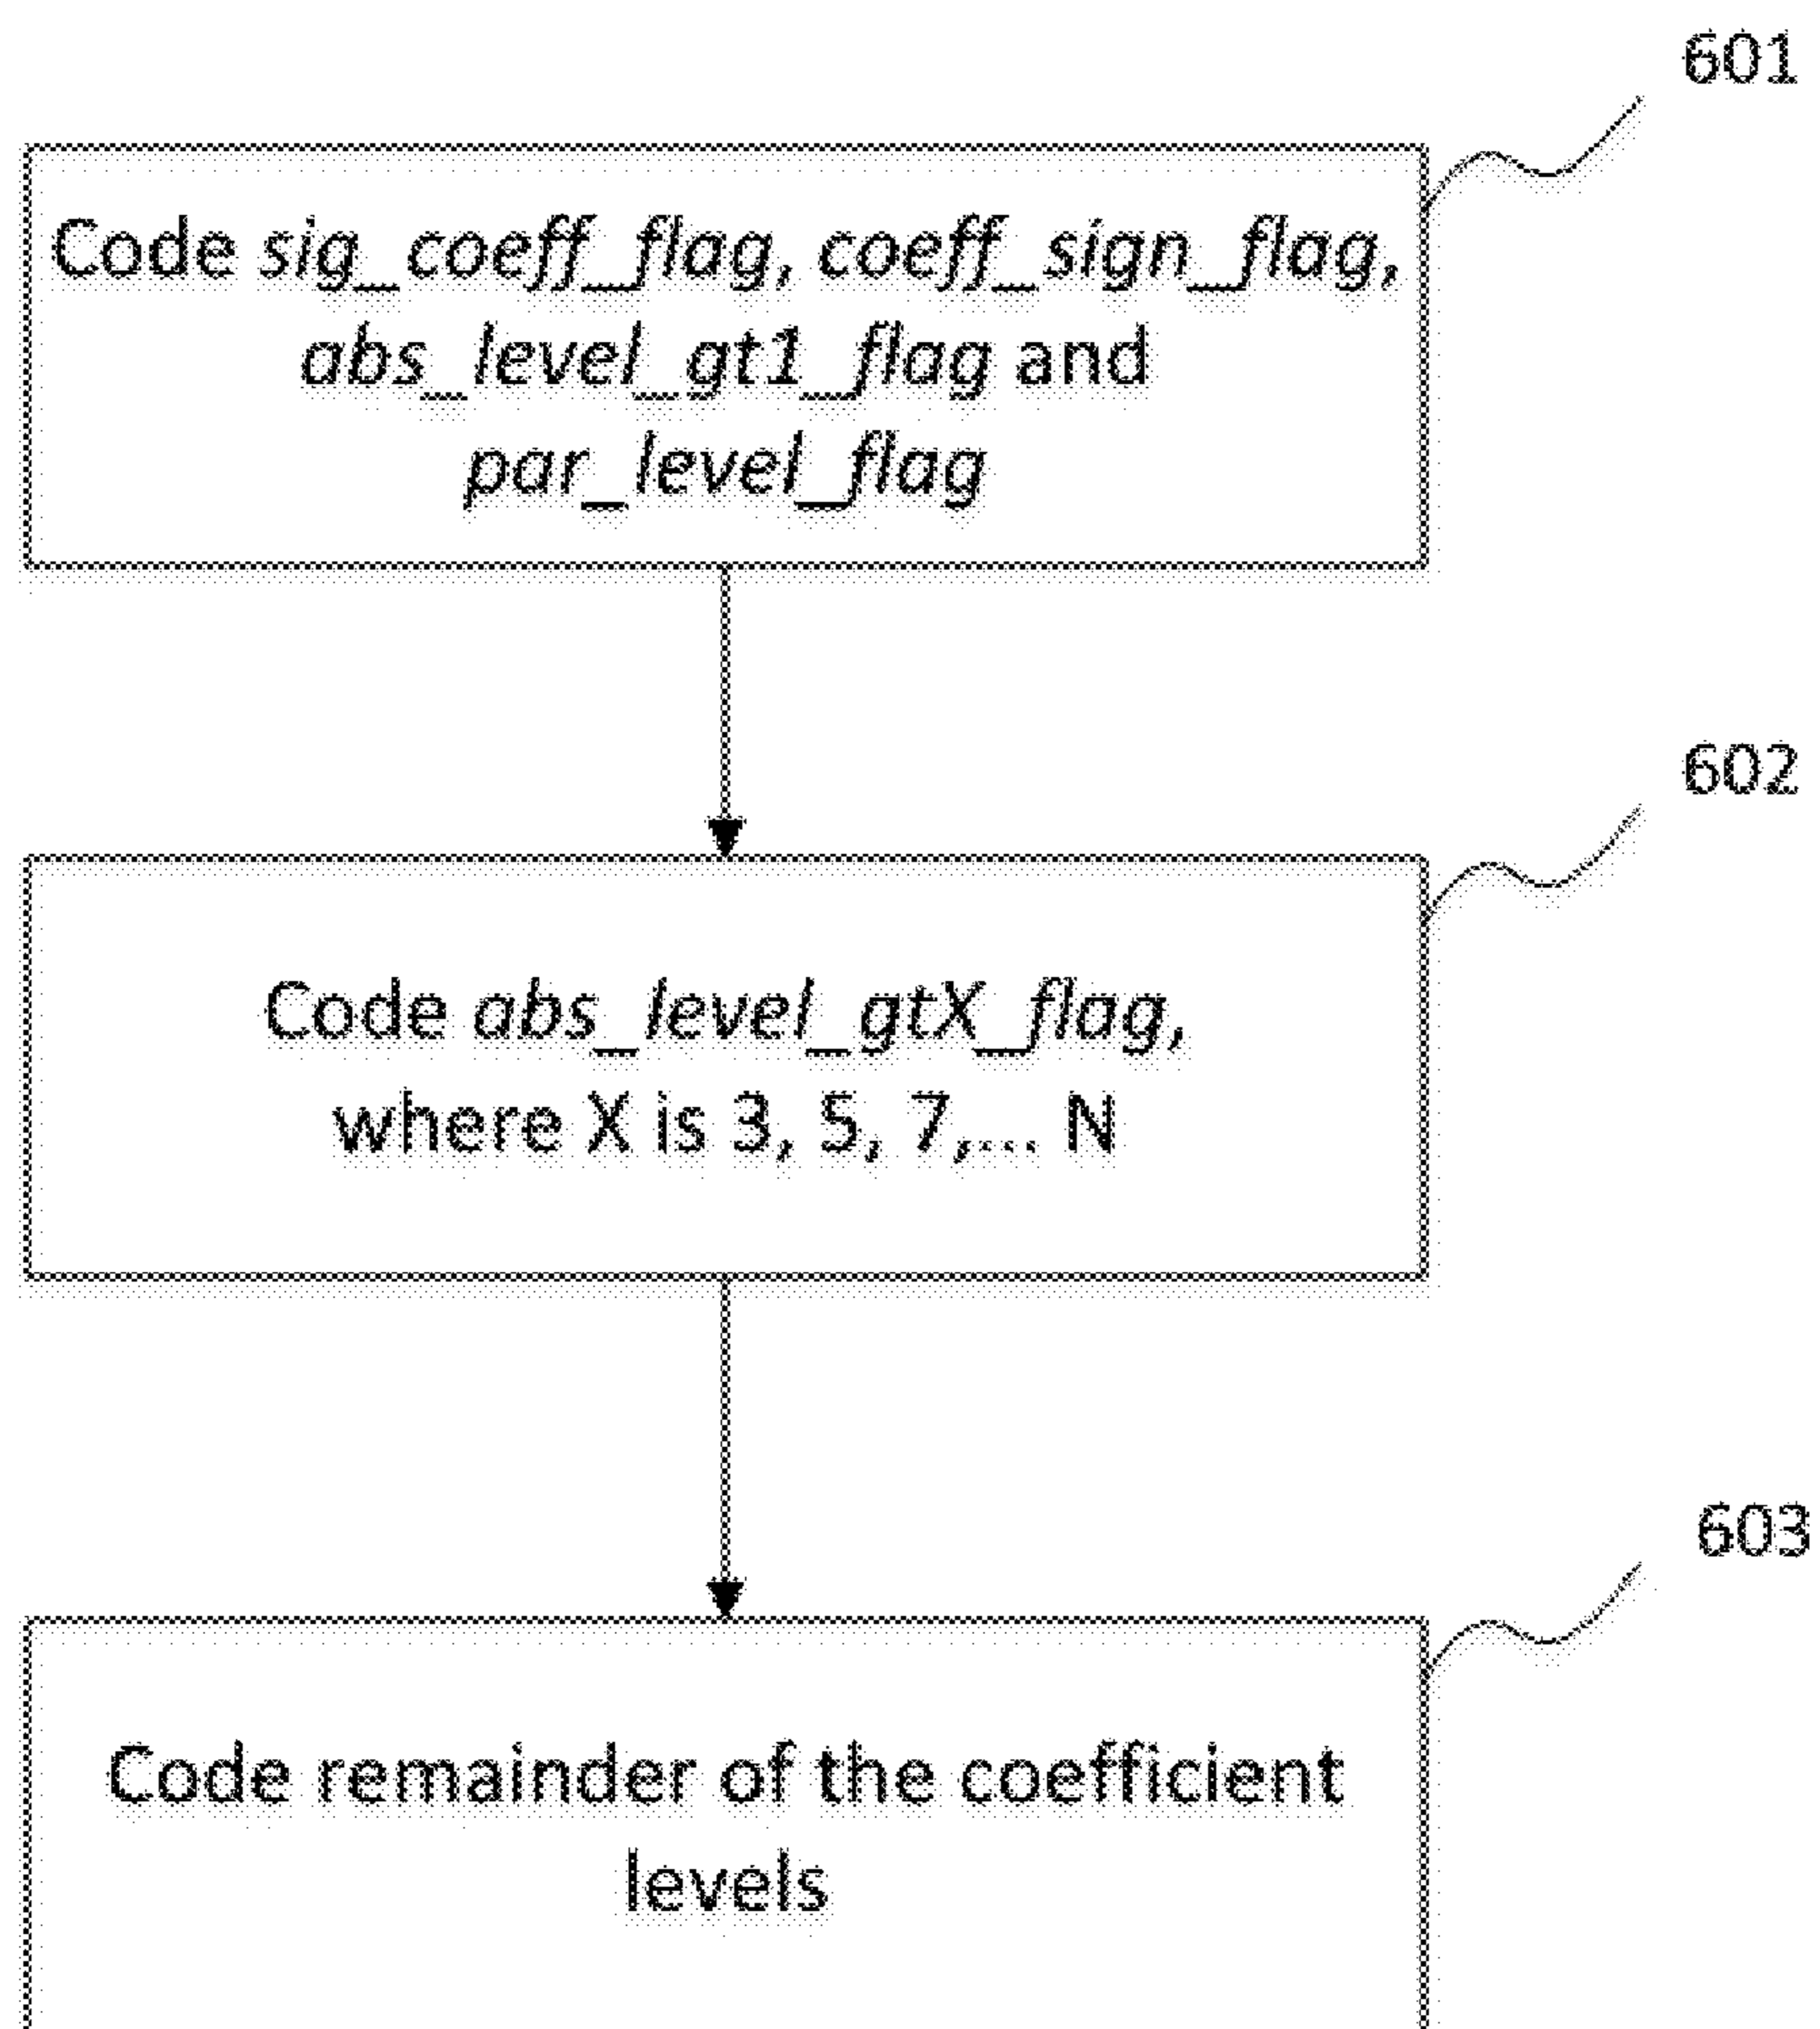 601
Code sig_coeff_flag, coeff_sign_flag,
abs_level_gt1_flag and
par_level_flag
602
Code abs_level_gtX_flag,
where X is 3, 5, 7,... N
603
Code remainder of the coefficient
levels